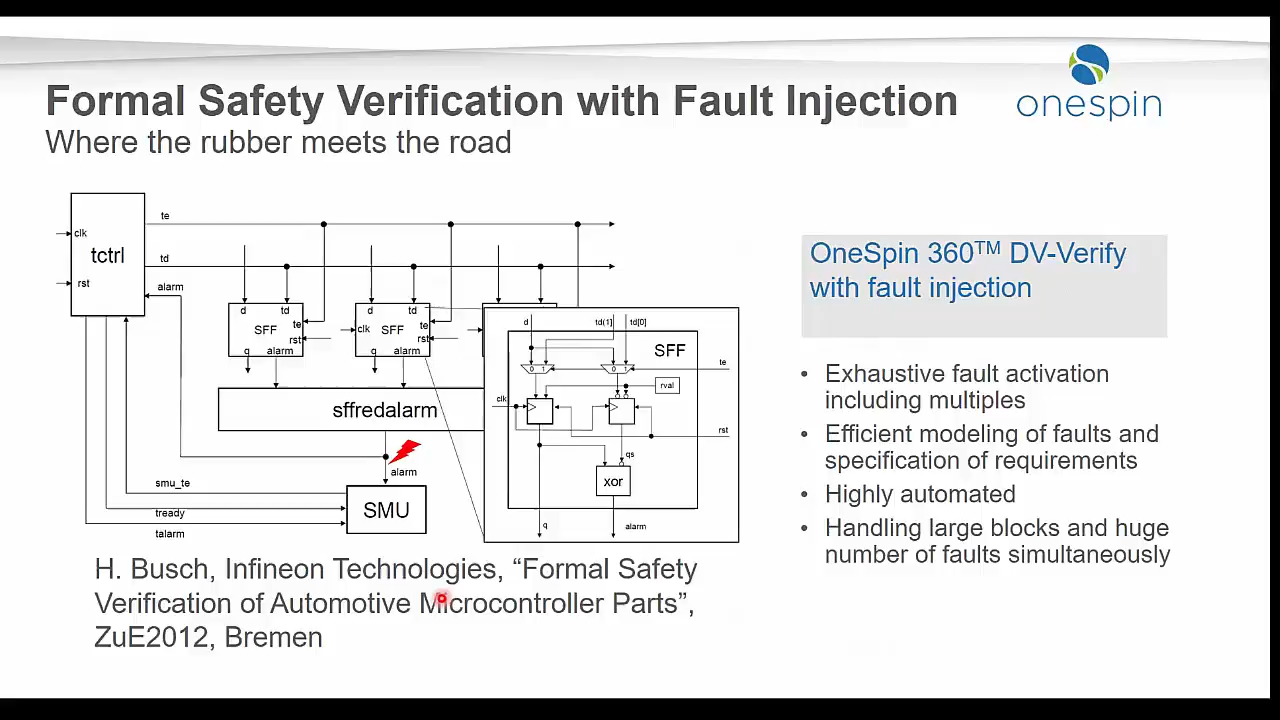 Formal Safety Verification with Fault Injection
Where the rubber meets the road
onespin
te
clk
tctrl
td
rst
alarm
d
td
SFF
te
rst
q
alarm
d
td
clk
SFF
te
rst
q
alarm
d
td(1)
td[0]
SFF
te
0 1
0 1
rval
clk
rst
qs
xor
q
alarm
sffredalarm
alarm
smu_te
tready
talarm
SMU
H. Busch, Infineon Technologies, “Formal Safety
Verification of Automotive Microcontroller Parts”,
ZuE2012, Bremen
OneSpin 360TM DV-Verify
with fault injection
• Exhaustive fault activation
including multiples
• Efficient modeling of faults and
specification of requirements
• Highly automated
• Handling large blocks and huge
number of faults simultaneously